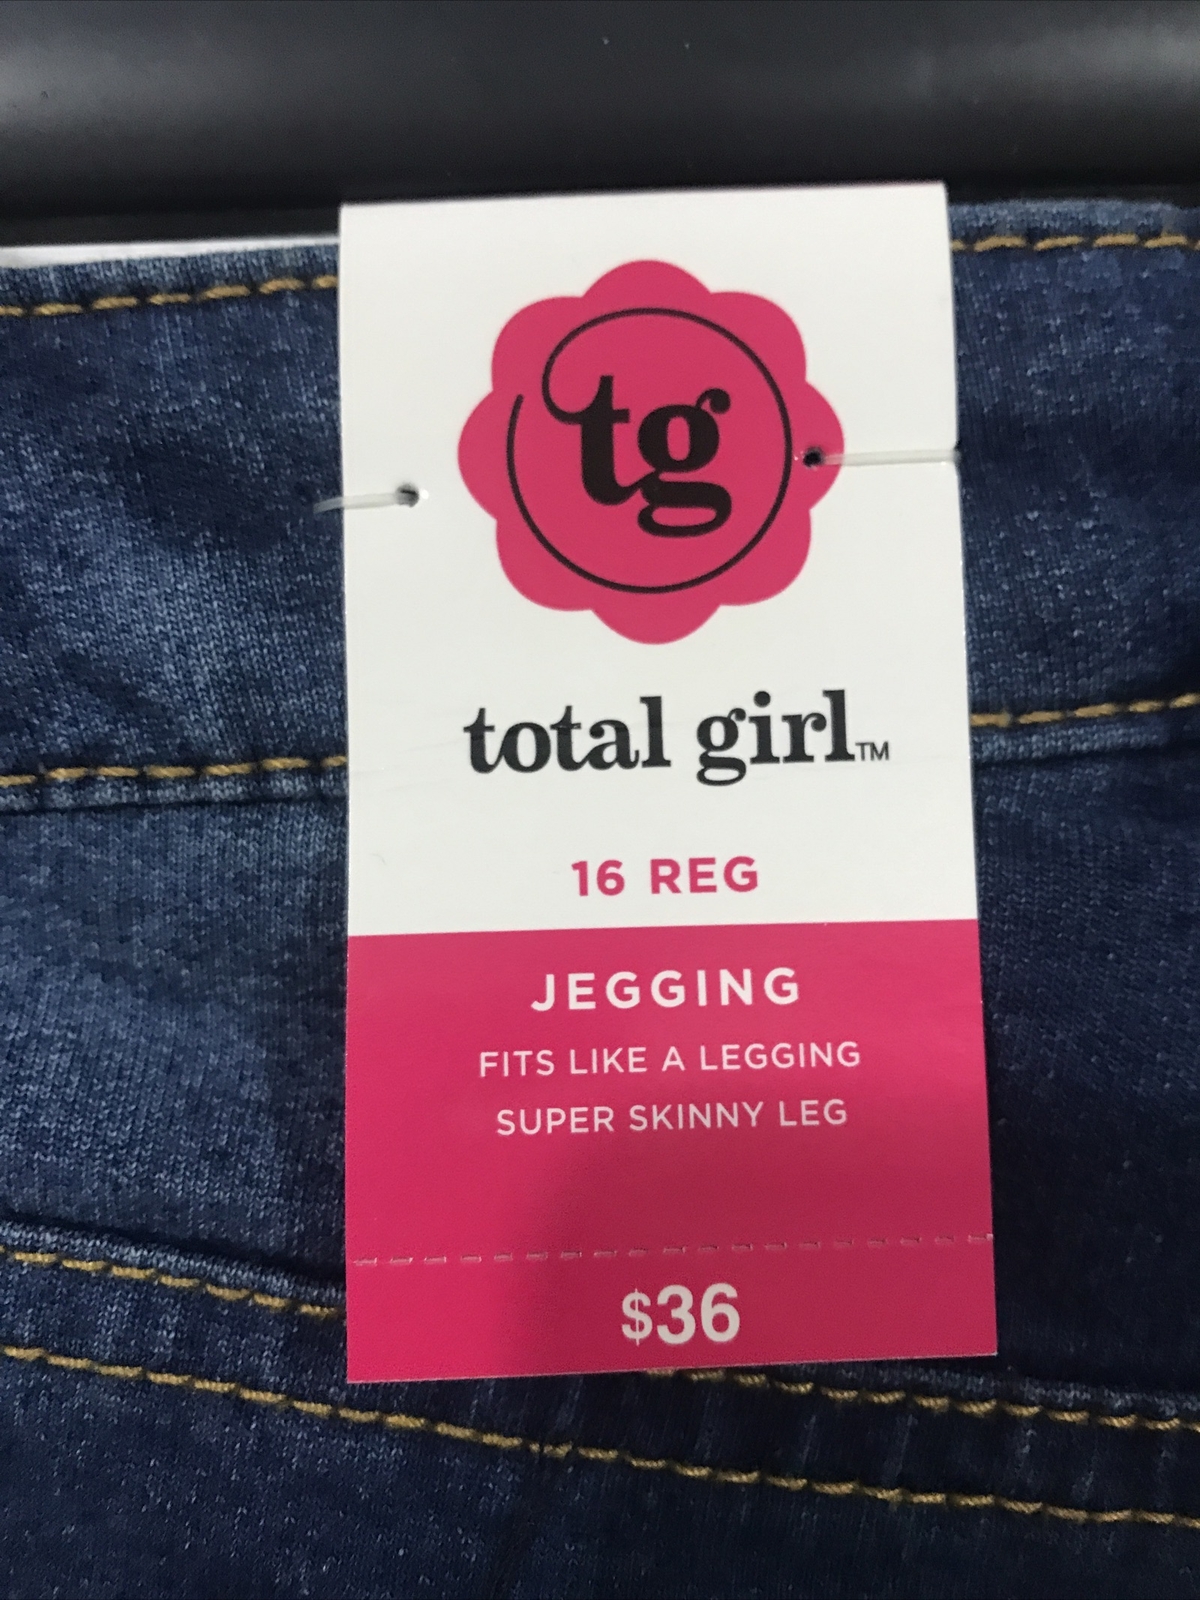 tg
total girl™
16 REG
JEGGING
FITS LIKE A LEGGING
SUPER SKINNY LEG
$36